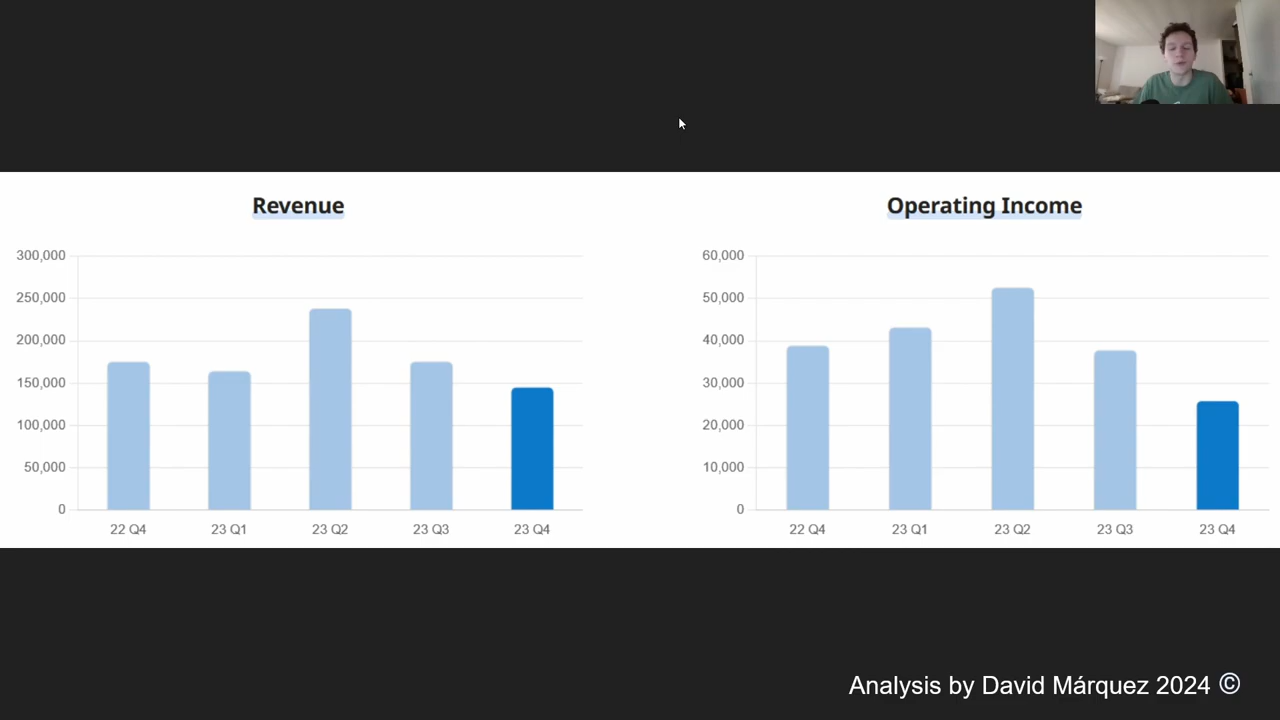 Revenue
300,000
250,000
200,000
150,000
100,000
50,000
0
22 Q4 23 Q1 23 Q2 23 Q3 23 Q4
Operating Income
60,000
50,000
40,000
30,000
20,000
10,000
0
22 Q4 23 Q1 23 Q2 23 Q3 23 Q4
Analysis by David Márquez 2024 ©